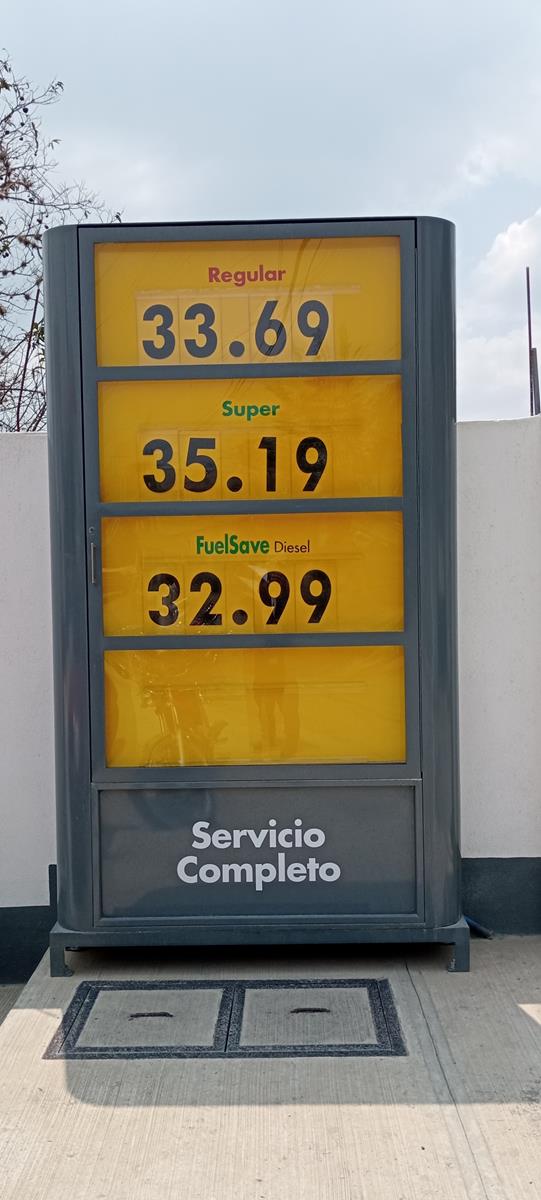 Regular
33.69
Super
35.19
FuelSave Diesel
32.99
Servicio
Completo